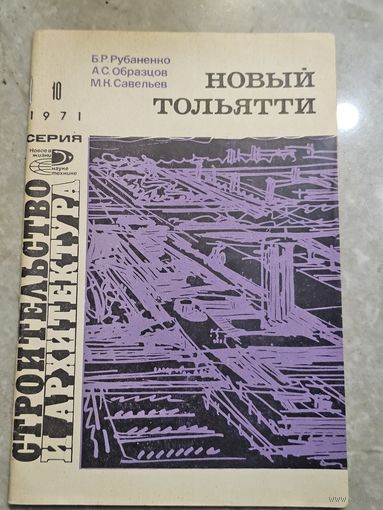 Б.Р.Рубаненко
А.С.Образцов
М.К.Савельев
НОВЫЙ
ТОЛЬЯТТИ
10
1971
СЕРИЯ
Новое в
жизни
науке
технике
СТРОИТЕЛЬСТВО
И АРХИТЕКТУРА